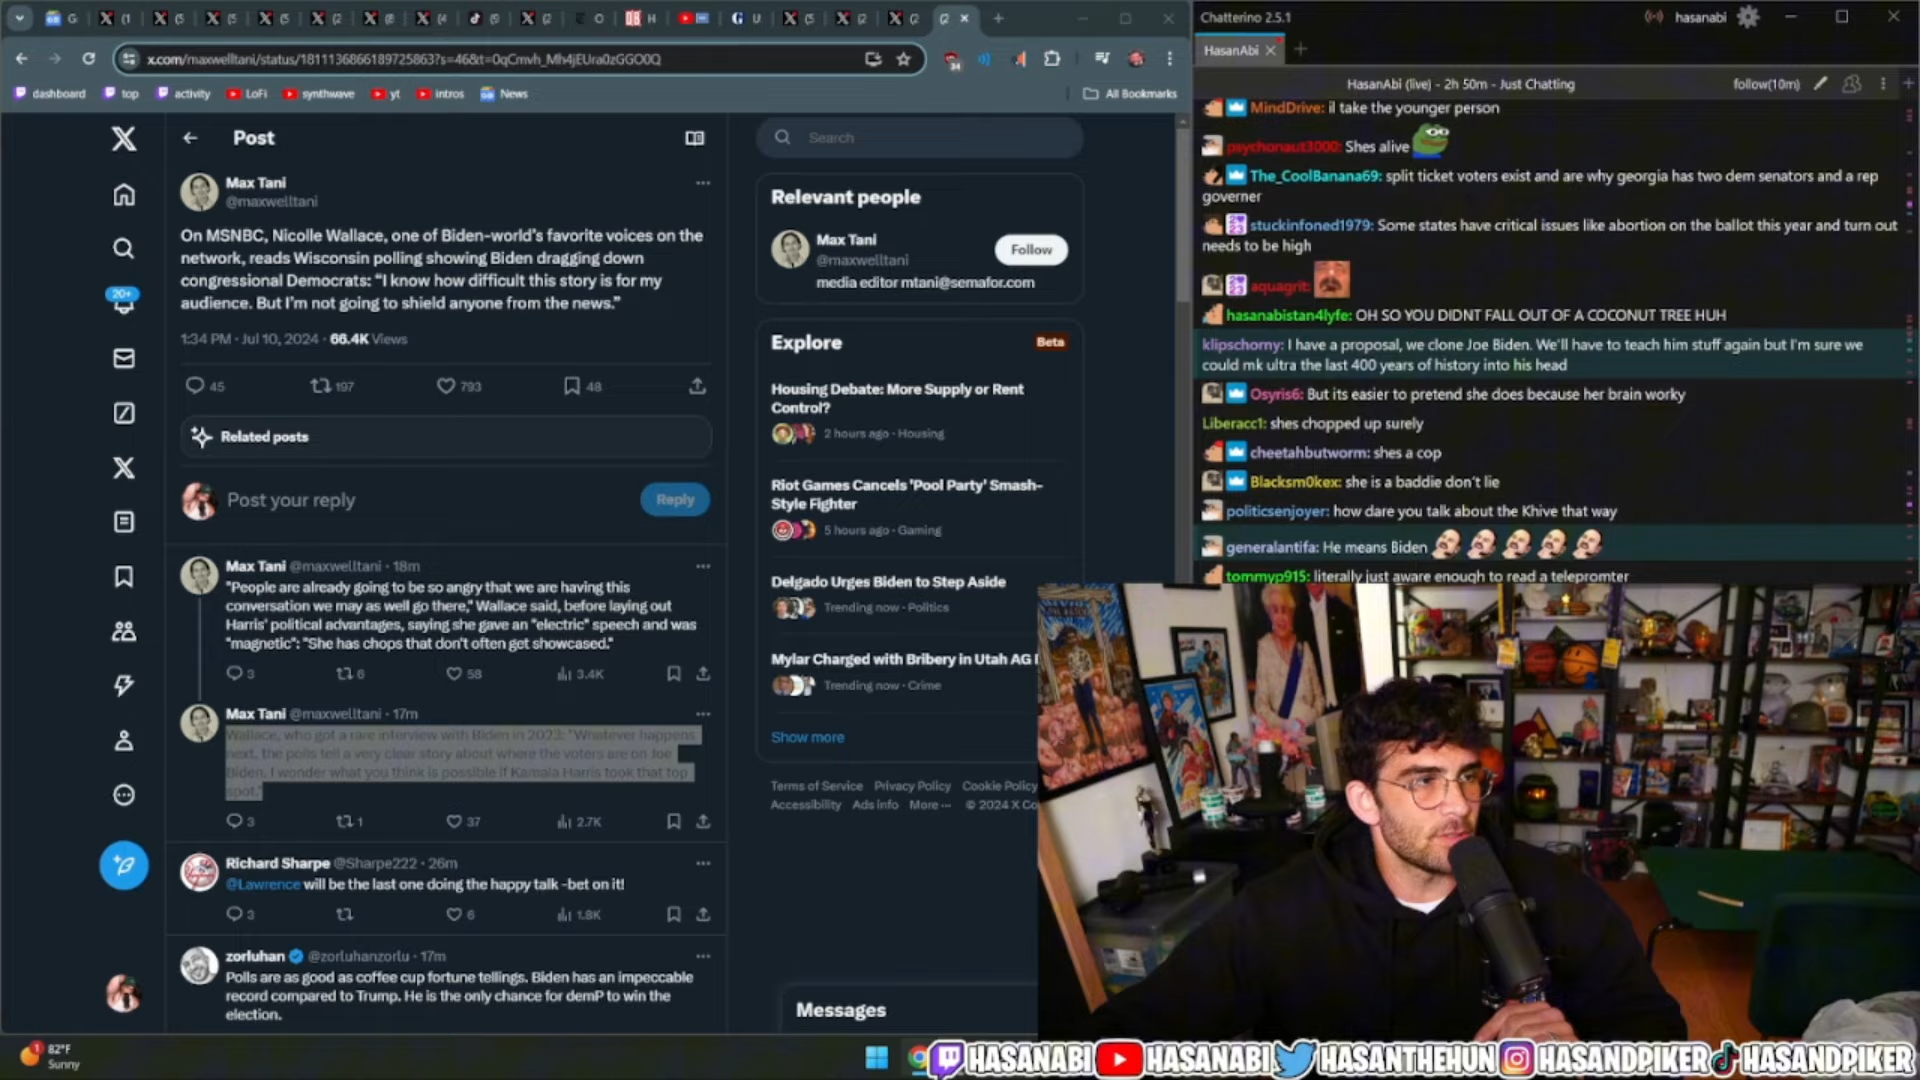 x.com/maxwelltani/status/1811136866189725863?s=46&t=0qCmvh_Mh4jEUra0zGGO0Q
dashboard
top
activity
LoFi
synthwave
yt
intros
News
All Bookmarks
Post
Search
Max Tani
@maxwelltani
On MSNBC, Nicolle Wallace, one of Biden-world's favorite voices on the
network, reads Wisconsin polling showing Biden dragging down
congressional Democrats: "I know how difficult this story is for my
audience. But I'm not going to shield anyone from the news."
1:34 PM · Jul 10, 2024 · 66.4K Views
45
197
793
48
Related posts
Post your reply
Reply
20+
Max Tani @maxwelltani · 18m
"People are already going to be so angry that we are having this
conversation we may as well go there," Wallace said, before laying out
Harris' political advantages, saying she gave an "electric" speech and was
"magnetic": "She has chops that don't often get showcased."
3
6
58
3.4K
Max Tani @maxwelltani · 17m
Wallace, who got a rare interview with Biden in 2023: "Whatever happens
next, the polls tell a very clear story about where the voters are on Joe
Biden. I wonder what you think is possible if Kamala Harris took that top
spot."
3
1
37
2.7K
Richard Sharpe @Sharpe222 · 26m
@Lawrence will be the last one doing the happy talk -bet on it!
3
6
1.8K
zorluhan @zorluhanzorlu · 17m
Polls are as good as coffee cup fortune tellings. Biden has an impeccable
record compared to Trump. He is the only chance for demP to win the
election.
Relevant people
Max Tani
@maxwelltani
Follow
media editor mtani@semafor.com
Explore
Beta
Housing Debate: More Supply or Rent
Control?
2 hours ago · Housing
Riot Games Cancels 'Pool Party' Smash-
Style Fighter
5 hours ago · Gaming
Delgado Urges Biden to Step Aside
Trending now · Politics
Mylar Charged with Bribery in Utah AG
Trending now · Crime
Show more
Terms of Service Privacy Policy Cookie Policy
Accessibility Ads info More ··· © 2024 X Co
Messages
Chatterino 2.5.1
hasanabi
HasanAbi
HasanAbi (live) - 2h 50m - Just Chatting
follow(10m)
MindDrive: il take the younger person
psychonaut3000: Shes alive
The_CoolBanana69: split ticket voters exist and are why georgia has two dem senators and a rep
governer
stuckinfoned1979: Some states have critical issues like abortion on the ballot this year and turn out
needs to be high
aquagrit:
hasanabistan4lyfe: OH SO YOU DIDNT FALL OUT OF A COCONUT TREE HUH
klipschorny: I have a proposal, we clone Joe Biden. We'll have to teach him stuff again but I'm sure we
could mk ultra the last 400 years of history into his head
Osyris6: But its easier to pretend she does because her brain worky
Liberacc1: shes chopped up surely
cheetahbutworm: shes a cop
Blacksm0kex: she is a baddie don't lie
politicsenjoyer: how dare you talk about the Khive that way
generalantifa: He means Biden
tommyp915: literally just aware enough to read a teleprompter
82°F
Sunny
HASANABI HASANABI HASANTHEHUN HASANDPIKER HASANDPIKER